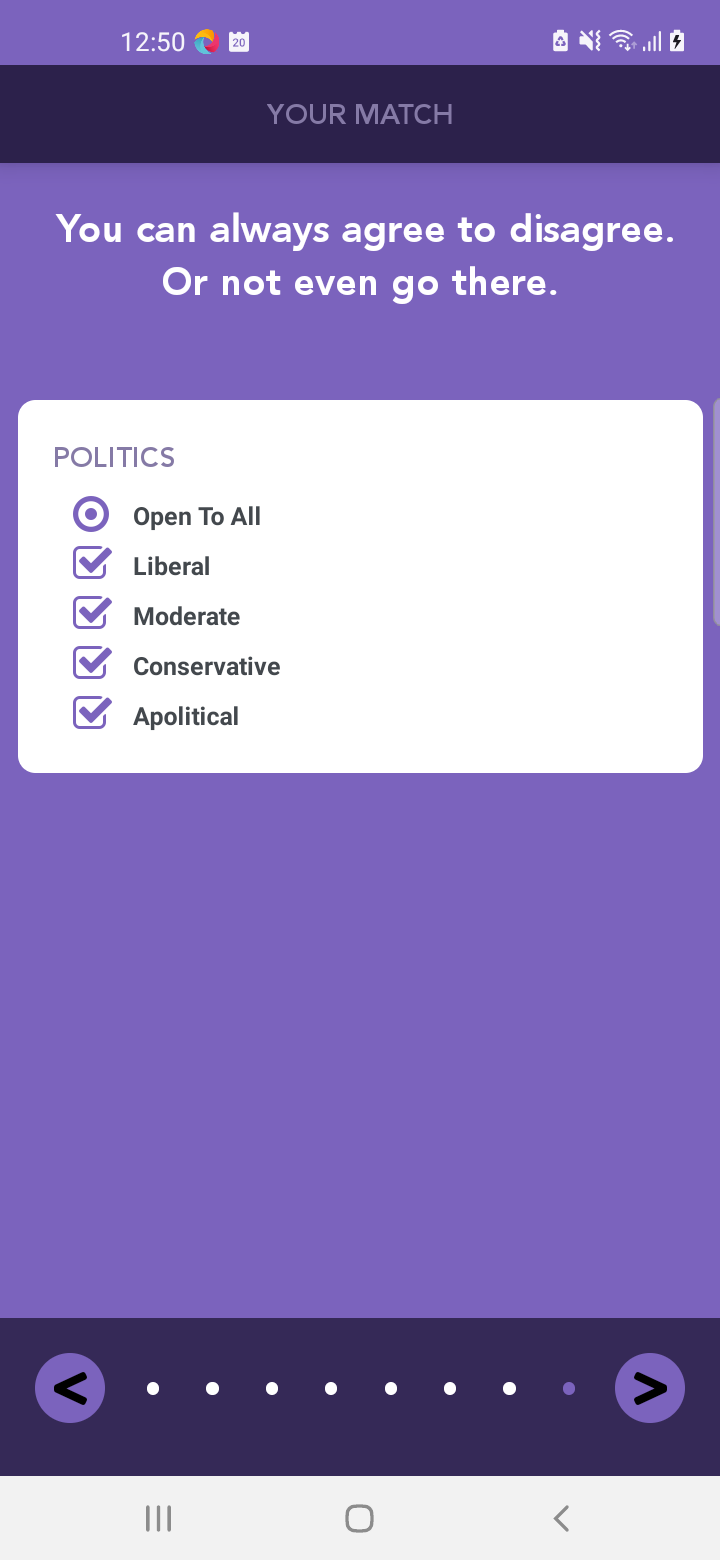 12:50
20
YOUR MATCH
You can always agree to disagree.
Or not even go there.
POLITICS
Open To All
Liberal
Moderate
Conservative
Apolitical